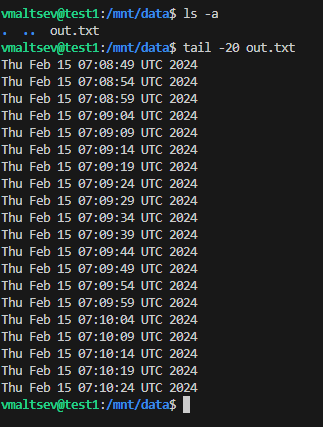 vmaltsev@test1:/mnt/data$ ls -a
. .. out.txt
vmaltsev@test1:/mnt/data$ tail -20 out.txt
Thu Feb 15 07:08:49 UTC 2024
Thu Feb 15 07:08:54 UTC 2024
Thu Feb 15 07:08:59 UTC 2024
Thu Feb 15 07:09:04 UTC 2024
Thu Feb 15 07:09:09 UTC 2024
Thu Feb 15 07:09:14 UTC 2024
Thu Feb 15 07:09:19 UTC 2024
Thu Feb 15 07:09:24 UTC 2024
Thu Feb 15 07:09:29 UTC 2024
Thu Feb 15 07:09:34 UTC 2024
Thu Feb 15 07:09:39 UTC 2024
Thu Feb 15 07:09:44 UTC 2024
Thu Feb 15 07:09:49 UTC 2024
Thu Feb 15 07:09:54 UTC 2024
Thu Feb 15 07:09:59 UTC 2024
Thu Feb 15 07:10:04 UTC 2024
Thu Feb 15 07:10:09 UTC 2024
Thu Feb 15 07:10:14 UTC 2024
Thu Feb 15 07:10:19 UTC 2024
Thu Feb 15 07:10:24 UTC 2024
vmaltsev@test1:/mnt/data$